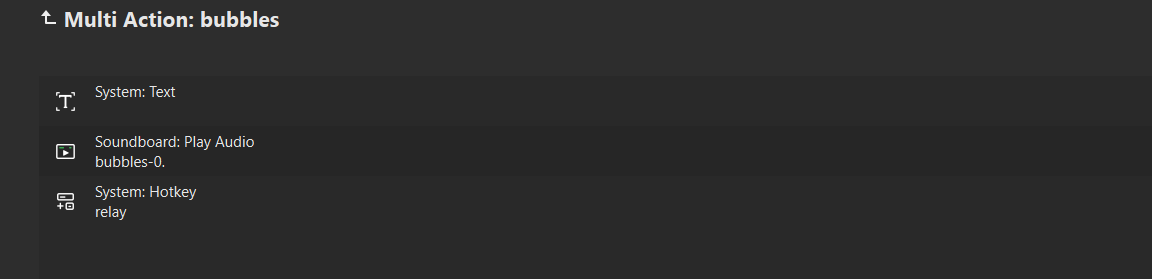 Multi Action: bubbles
System: Text
Soundboard: Play Audio
bubbles-0.
System: Hotkey
relay